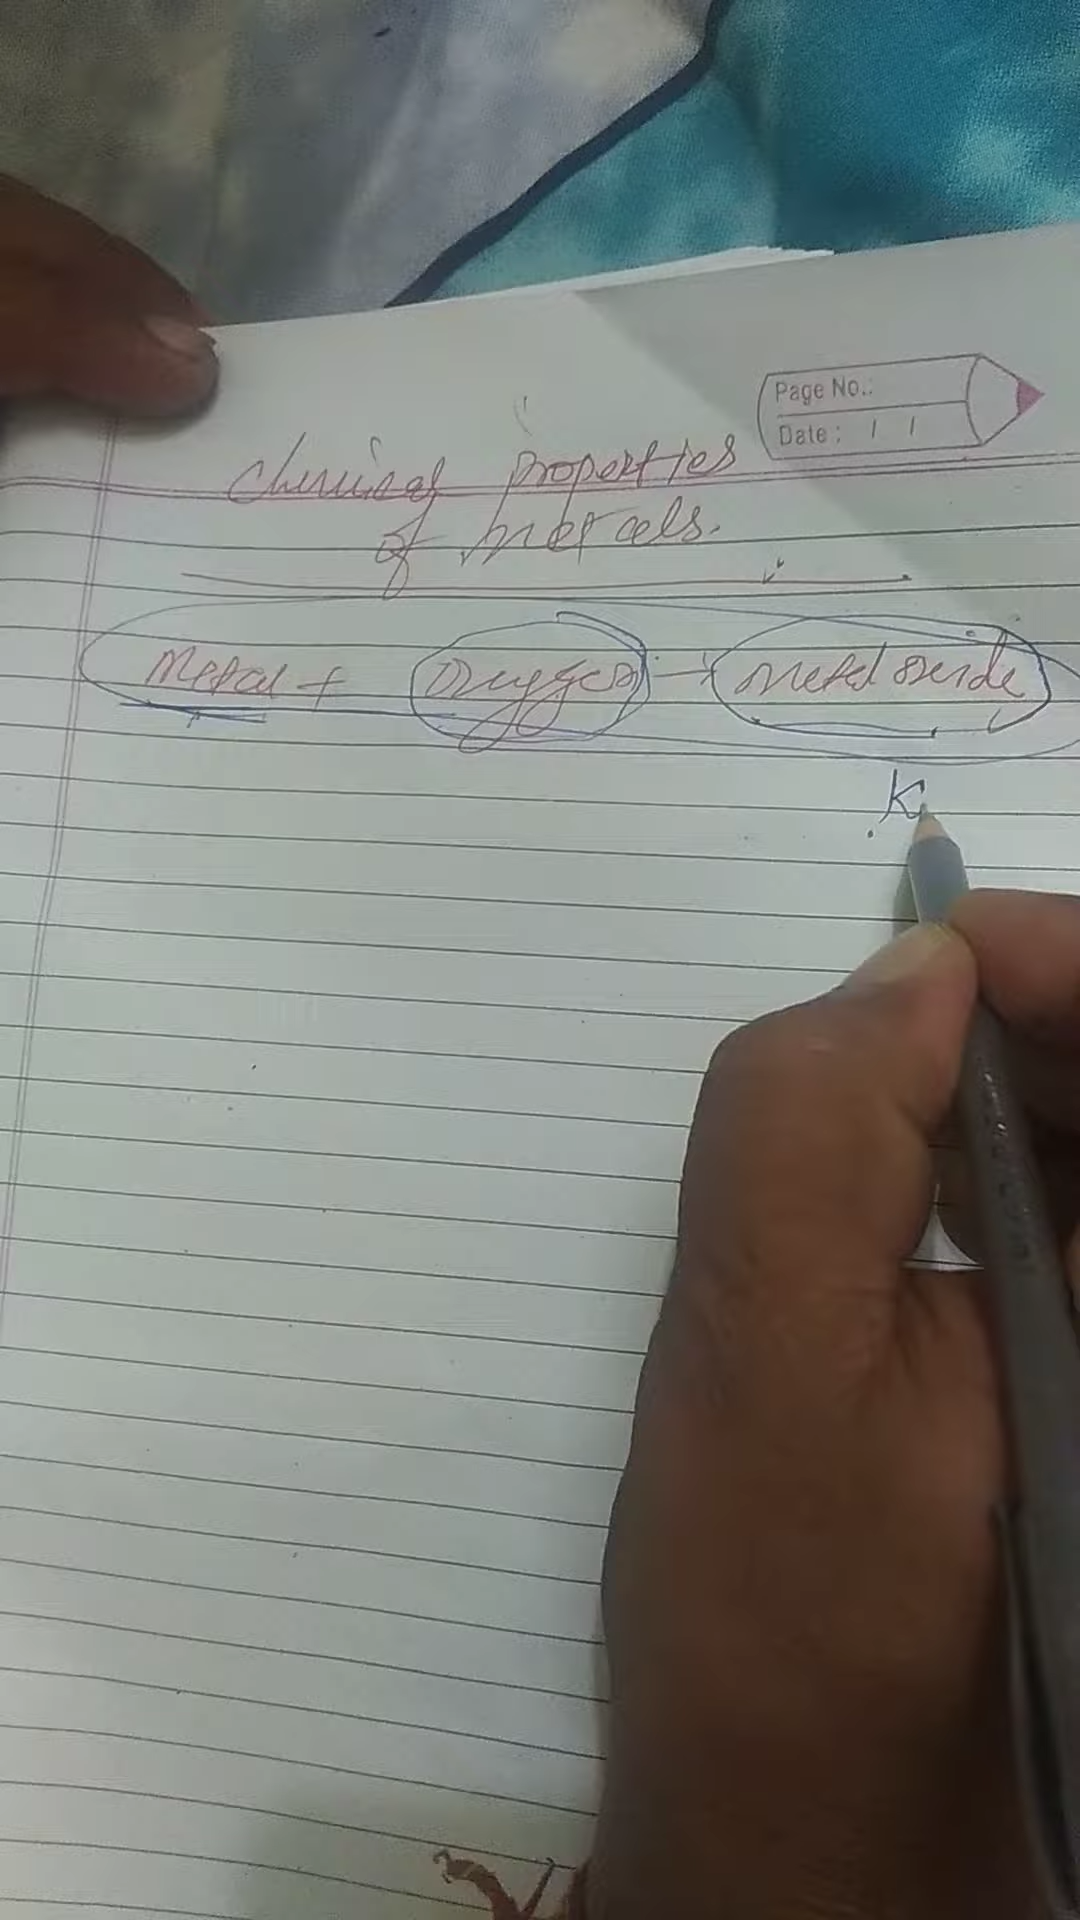 Page No.:
Date: / /
Chemical properties
of metals.
Metal + Oxygen → Metal oxide
K